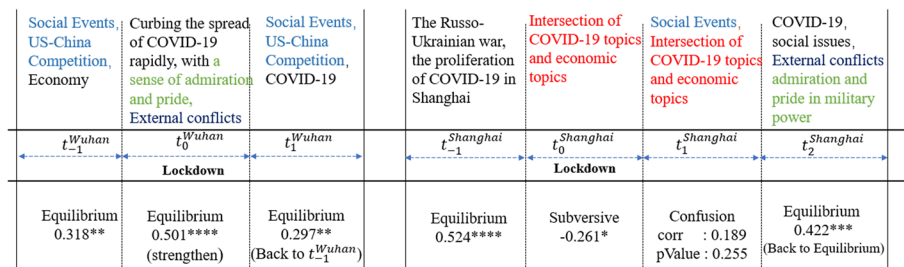 Social Events,
US-China
Competition,
Economy
Curbing the spread
of COVID-19
rapidly, with a
sense of admiration
and pride,
External conflicts
Social Events,
US-China
Competition,
COVID-19
The Russo-
Ukrainian war,
the proliferation
of COVID-19 in
Shanghai
Intersection of
COVID-19 topics
and economic
topics
Social Events,
Intersection of
COVID-19 topics
and economic
topics
COVID-19,
social issues,
External conflicts
admiration and
pride in military
power
t_{-1}^{Wuhan}
t_0^{Wuhan}
t_1^{Wuhan}
t_{-1}^{Shanghai}
t_0^{Shanghai}
t_1^{Shanghai}
t_2^{Shanghai}
Lockdown
Lockdown
Equilibrium
0.318**
Equilibrium
0.501****
(strengthen)
Equilibrium
0.297**
(Back to t_{-1}^{Wuhan})
Equilibrium
0.524****
Subversive
-0.261*
Confusion
corr : 0.189
pValue : 0.255
Equilibrium
0.422***
(Back to Equilibrium)